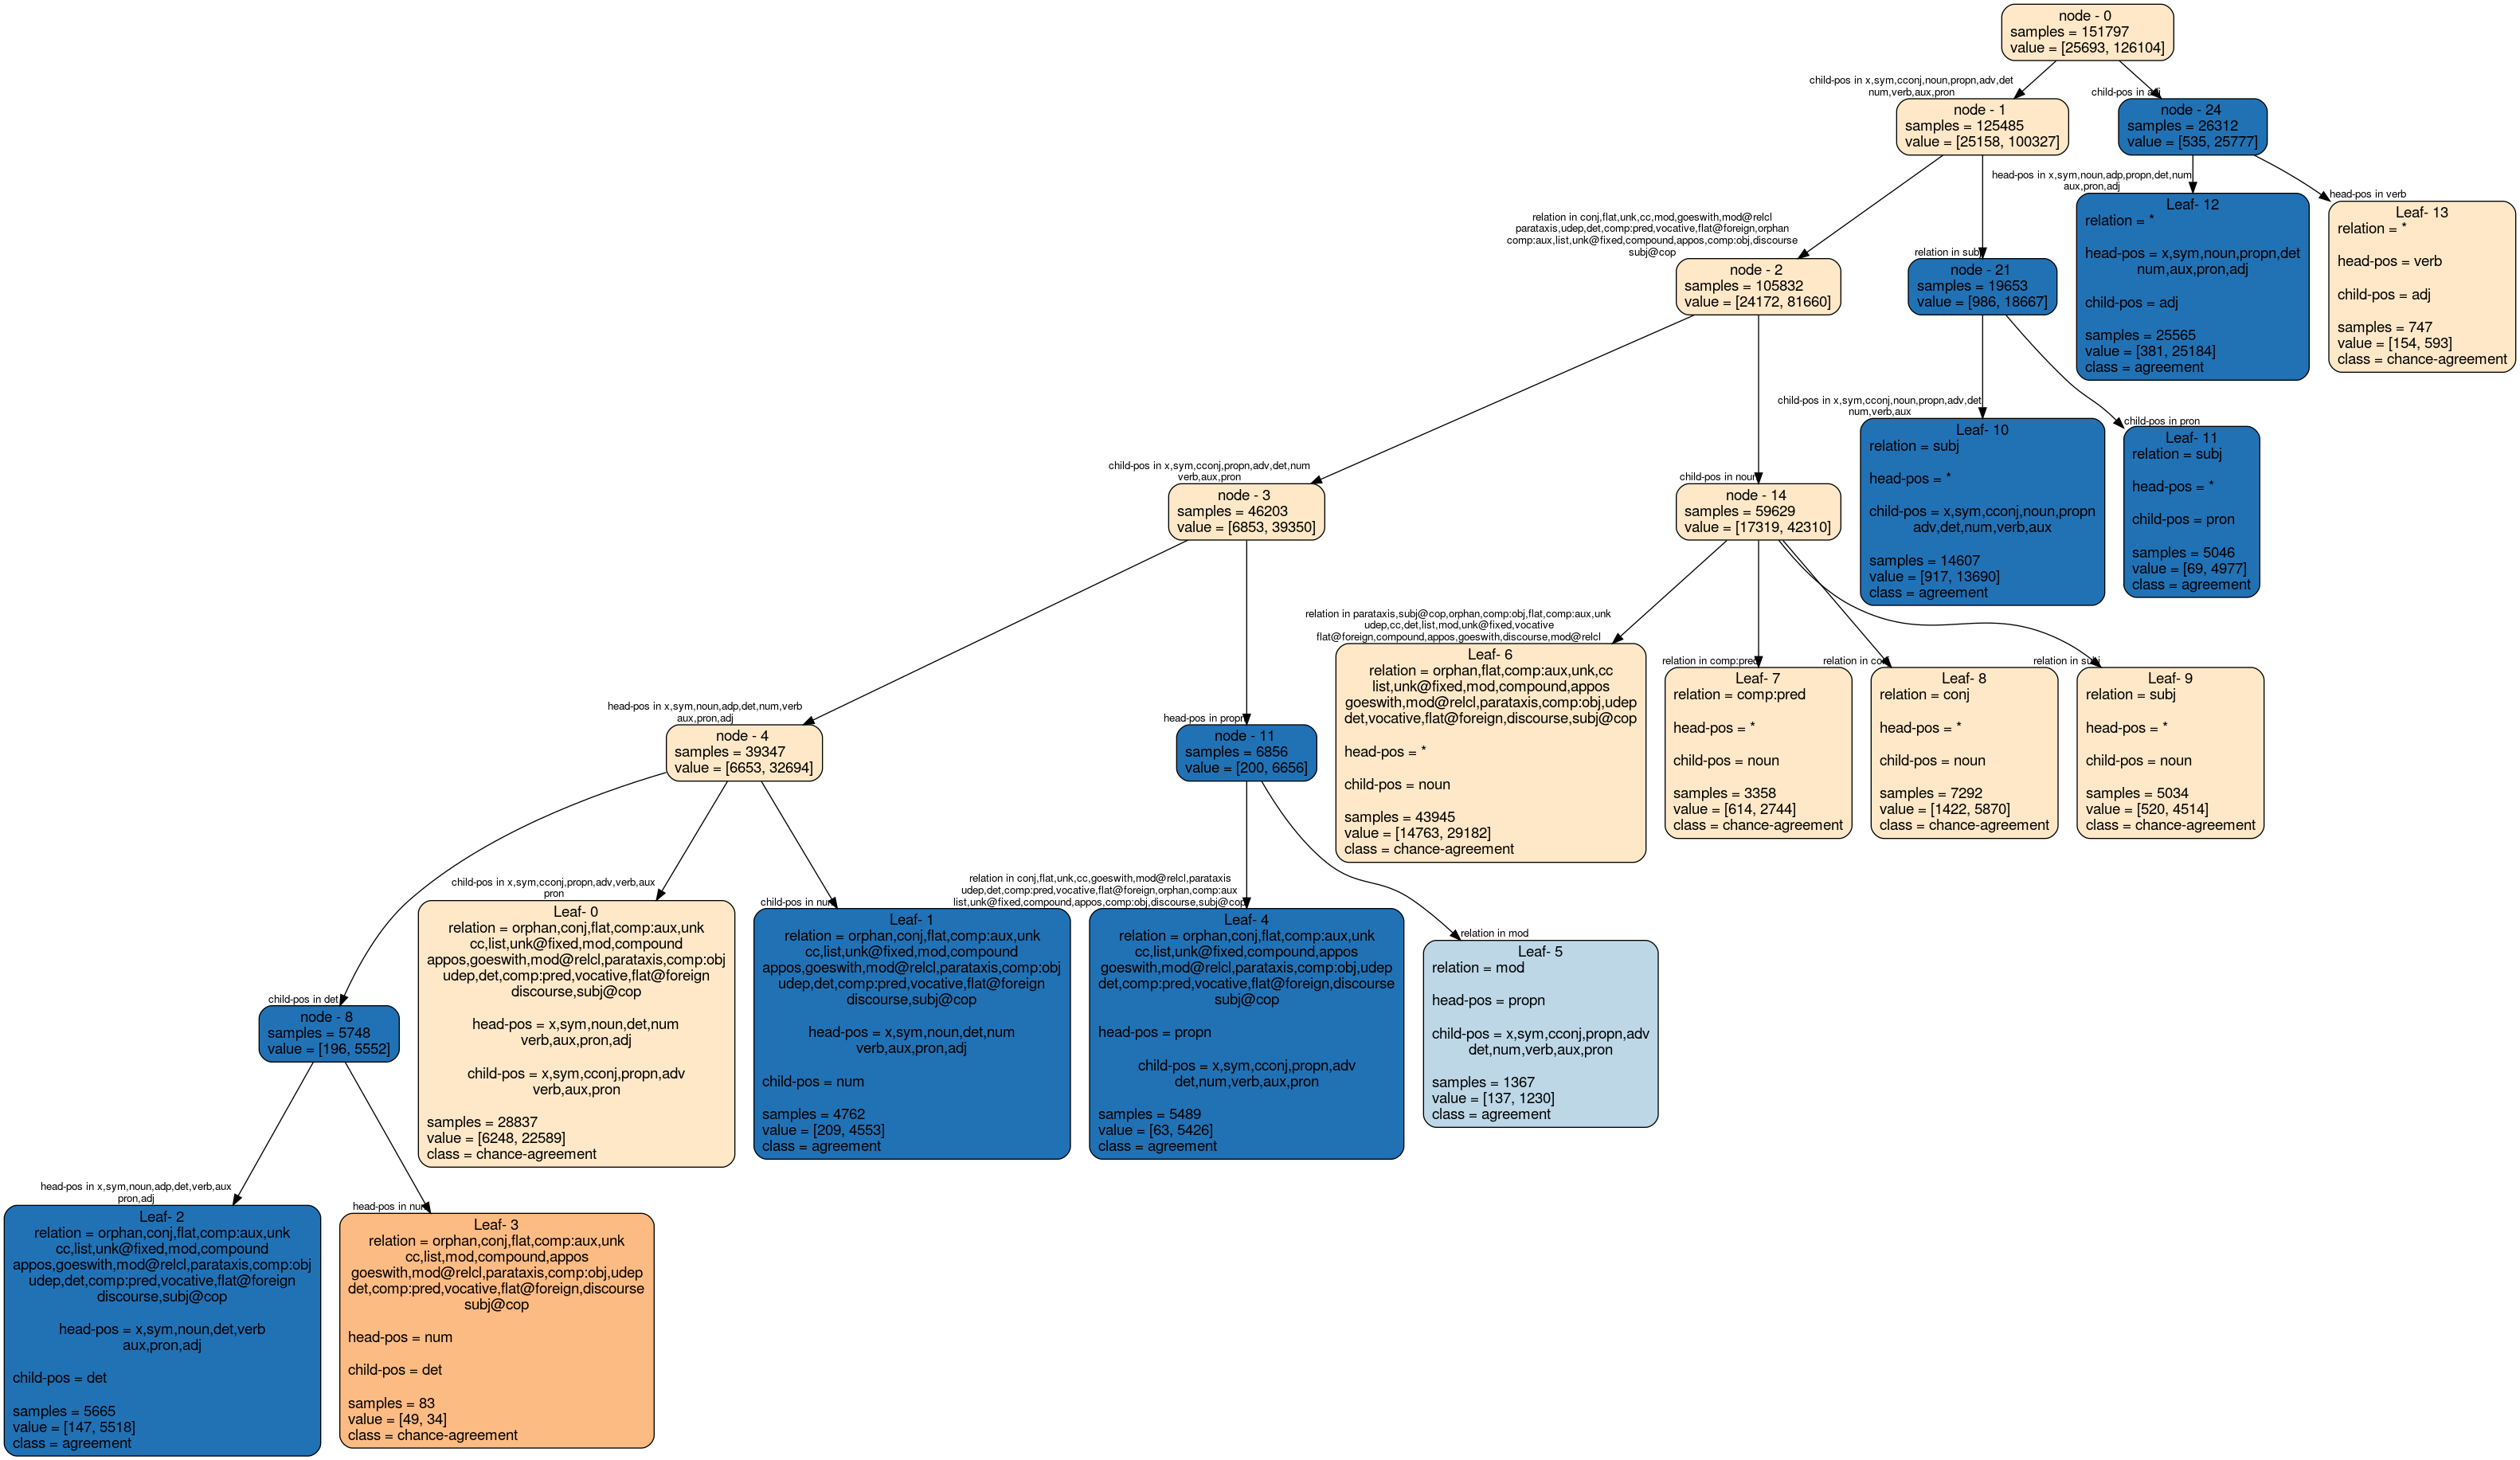 node - 0
samples = 151797
value = [25693, 126104]
child-pos in x,sym,cconj,noun,propn,adv,det
num,verb,aux,pron
node - 1
samples = 125485
value = [25158, 100327]
child-pos in adj
node - 24
samples = 26312
value = [535, 25777]
head-pos in x,sym,noun,adp,propn,det,num
aux,pron,adj
Leaf- 12
relation = *
head-pos = x,sym,noun,propn,det
num,aux,pron,adj
child-pos = adj
samples = 25565
value = [381, 25184]
class = agreement
head-pos in verb
Leaf- 13
relation = *
head-pos = verb
child-pos = adj
samples = 747
value = [154, 593]
class = chance-agreement
relation in conj,flat,unk,cc,mod,goeswith,mod@relcl
parataxis,udep,det,comp:pred,vocative,flat@foreign,orphan
comp:aux,list,unk@fixed,compound,appos,comp:obj,discourse
subj@cop
node - 2
samples = 105832
value = [24172, 81660]
relation in subj
node - 21
samples = 19653
value = [986, 18667]
child-pos in x,sym,cconj,noun,propn,adv,det
num,verb,aux
Leaf- 10
relation = subj
head-pos = *
child-pos = x,sym,cconj,noun,propn
adv,det,num,verb,aux
samples = 14607
value = [917, 13690]
class = agreement
child-pos in pron
Leaf- 11
relation = subj
head-pos = *
child-pos = pron
samples = 5046
value = [69, 4977]
class = agreement
child-pos in x,sym,cconj,propn,adv,det,num
verb,aux,pron
node - 3
samples = 46203
value = [6853, 39350]
child-pos in noun
node - 14
samples = 59629
value = [17319, 42310]
relation in parataxis,subj@cop,orphan,comp:obj,flat,comp:aux,unk
udep,cc,det,list,mod,unk@fixed,vocative
flat@foreign,compound,appos,goeswith,discourse,mod@relcl
Leaf- 6
relation = orphan,flat,comp:aux,unk,cc
list,unk@fixed,mod,compound,appos
goeswith,mod@relcl,parataxis,comp:obj,udep
det,vocative,flat@foreign,discourse,subj@cop
head-pos = *
child-pos = noun
samples = 43945
value = [14763, 29182]
class = chance-agreement
relation in comp:pred
Leaf- 7
relation = comp:pred
head-pos = *
child-pos = noun
samples = 3358
value = [614, 2744]
class = chance-agreement
relation in conj
Leaf- 8
relation = conj
head-pos = *
child-pos = noun
samples = 7292
value = [1422, 5870]
class = chance-agreement
relation in subj
Leaf- 9
relation = subj
head-pos = *
child-pos = noun
samples = 5034
value = [520, 4514]
class = chance-agreement
head-pos in x,sym,noun,adp,det,num,verb
aux,pron,adj
node - 4
samples = 39347
value = [6653, 32694]
head-pos in propn
node - 11
samples = 6856
value = [200, 6656]
child-pos in det
node - 8
samples = 5748
value = [196, 5552]
child-pos in x,sym,cconj,propn,adv,verb,aux
pron
Leaf- 0
relation = orphan,conj,flat,comp:aux,unk
cc,list,unk@fixed,mod,compound
appos,goeswith,mod@relcl,parataxis,comp:obj
udep,det,comp:pred,vocative,flat@foreign
discourse,subj@cop
head-pos = x,sym,noun,det,num
verb,aux,pron,adj
child-pos = x,sym,cconj,propn,adv
verb,aux,pron
samples = 28837
value = [6248, 22589]
class = chance-agreement
child-pos in num
Leaf- 1
relation = orphan,conj,flat,comp:aux,unk
cc,list,unk@fixed,mod,compound
appos,goeswith,mod@relcl,parataxis,comp:obj
udep,det,comp:pred,vocative,flat@foreign
discourse,subj@cop
head-pos = x,sym,noun,det,num
verb,aux,pron,adj
child-pos = num
samples = 4762
value = [209, 4553]
class = agreement
relation in conj,flat,unk,cc,goeswith,mod@relcl,parataxis
udep,det,comp:pred,vocative,flat@foreign,orphan,comp:aux
list,unk@fixed,compound,appos,comp:obj,discourse,subj@cop
Leaf- 4
relation = orphan,conj,flat,comp:aux,unk
cc,list,unk@fixed,compound,appos
goeswith,mod@relcl,parataxis,comp:obj,udep
det,comp:pred,vocative,flat@foreign,discourse
subj@cop
head-pos = propn
child-pos = x,sym,cconj,propn,adv
det,num,verb,aux,pron
samples = 5489
value = [63, 5426]
class = agreement
relation in mod
Leaf- 5
relation = mod
head-pos = propn
child-pos = x,sym,cconj,propn,adv
det,num,verb,aux,pron
samples = 1367
value = [137, 1230]
class = agreement
head-pos in x,sym,noun,adp,det,verb,aux
pron,adj
Leaf- 2
relation = orphan,conj,flat,comp:aux,unk
cc,list,unk@fixed,mod,compound
appos,goeswith,mod@relcl,parataxis,comp:obj
udep,det,comp:pred,vocative,flat@foreign
discourse,subj@cop
head-pos = x,sym,noun,det,verb
aux,pron,adj
child-pos = det
samples = 5665
value = [147, 5518]
class = agreement
head-pos in num
Leaf- 3
relation = orphan,conj,flat,comp:aux,unk
cc,list,mod,compound,appos
goeswith,mod@relcl,parataxis,comp:obj,udep
det,comp:pred,vocative,flat@foreign,discourse
subj@cop
head-pos = num
child-pos = det
samples = 83
value = [49, 34]
class = chance-agreement